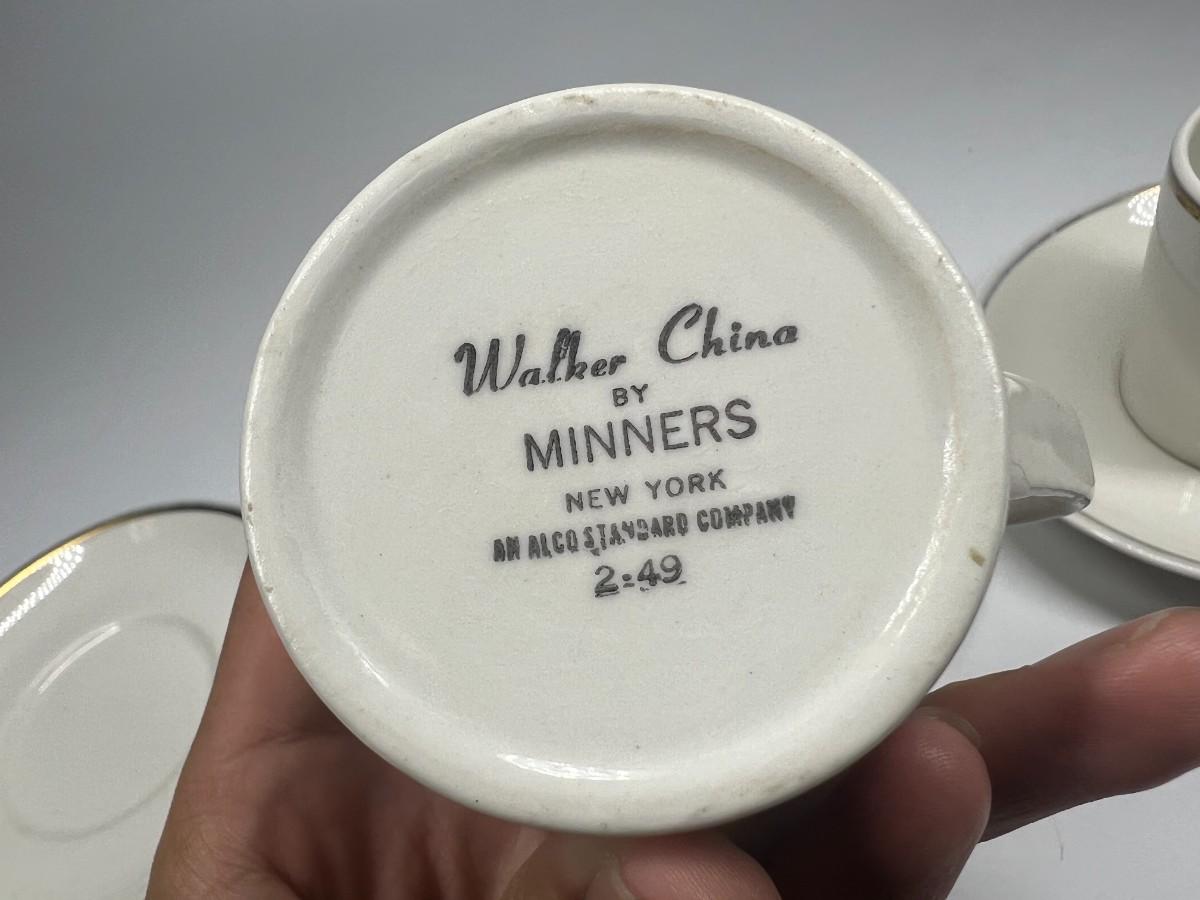 Walker China
BY
MINNERS
NEW YORK
AN ALCO STANDARD COMPANY
2:49